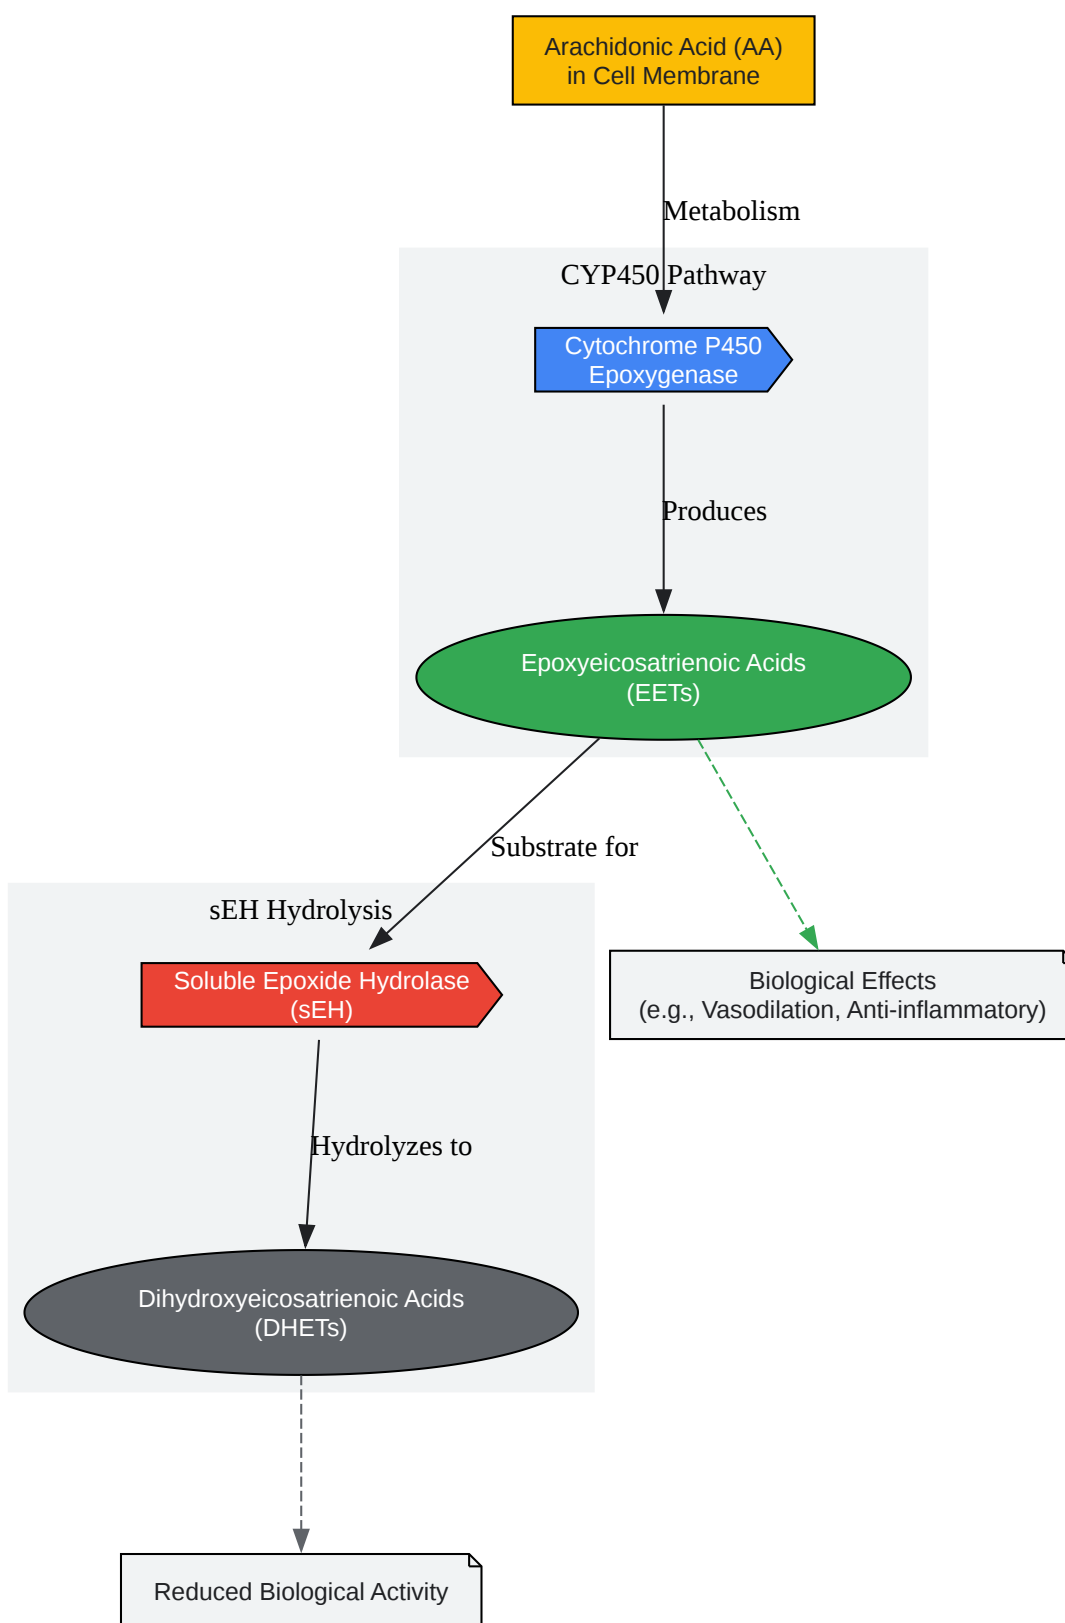 Arachidonic Acid (AA)
in Cell Membrane
Metabolism
CYP450 Pathway
Cytochrome P450
Epoxygenase
Produces
Epoxyeicosatrienoic Acids
(EETs)
Substrate for
sEH Hydrolysis
Soluble Epoxide Hydrolase
(sEH)
Biological Effects
(e.g., Vasodilation, Anti-inflammatory)
Hydrolyzes to
Dihydroxyeicosatrienoic Acids
(DHETs)
Reduced Biological Activity